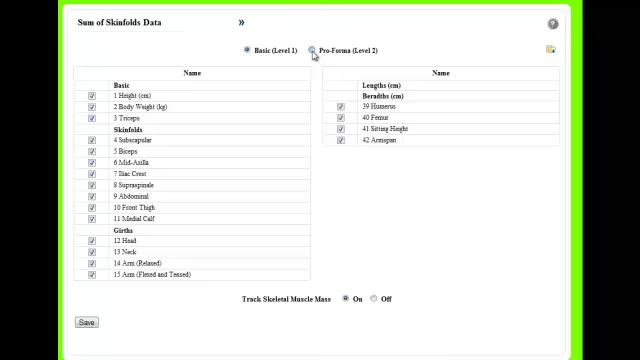 Sum of Skinfolds Data
»
?
Basic (Level 1) Pro-Forma (Level 2)
Name
Basic
1 Height (cm)
2 Body Weight (kg)
3 Triceps
Skinfolds
4 Subscapular
5 Biceps
6 Mid-Axilla
7 Iliac Crest
8 Supraspinale
9 Abdominal
10 Front Thigh
11 Medial Calf
Girths
12 Head
13 Neck
14 Arm (Relaxed)
15 Arm (Flexed and Tensed)
Name
Lengths (cm)
Beradths (cm)
39 Humerus
40 Femur
41 Sitting Height
42 Armspan
Track Skeletal Muscle Mass On Off
Save